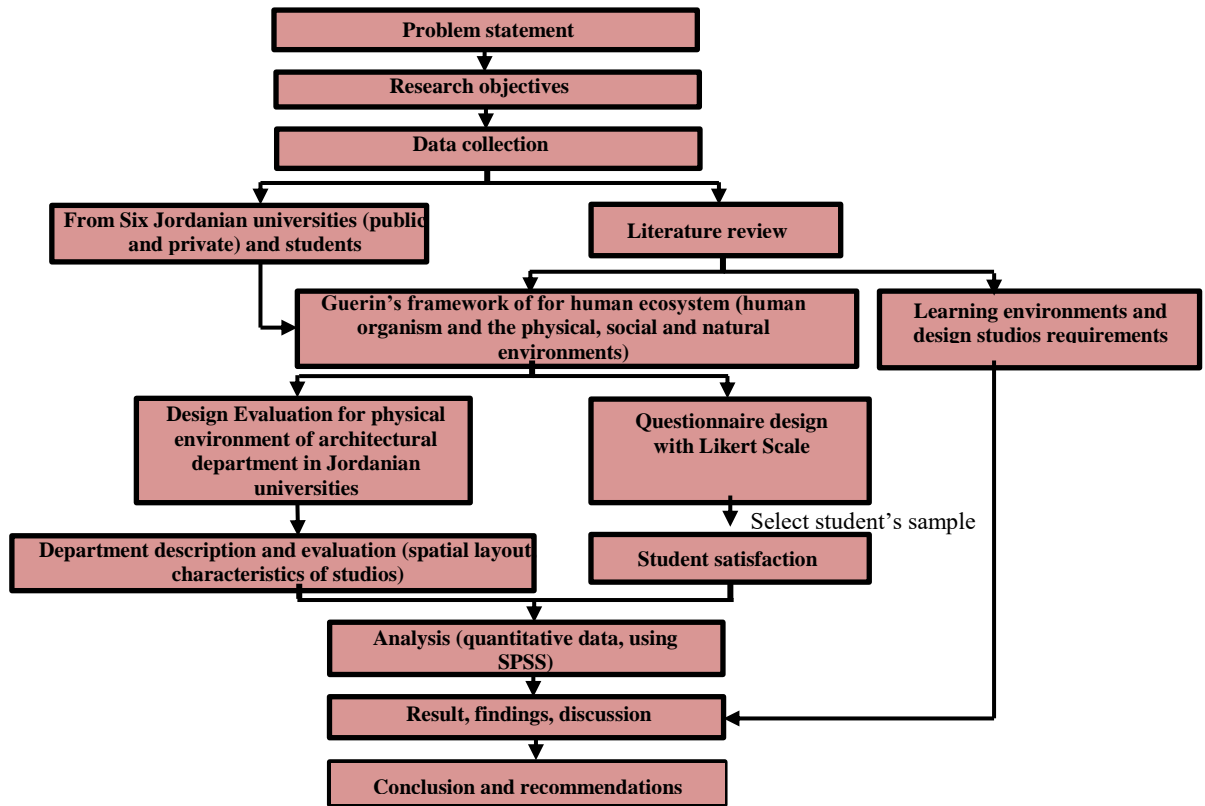 Problem statement
Research objectives
Data collection
From Six Jordanian universities (public
and private) and students
Literature review
Guerin's framework of for human ecosystem (human
organism and the physical, social and natural
environments)
Learning environments and
design studios requirements
Design Evaluation for physical
environment of architectural
department in Jordanian
universities
Questionnaire design
with Likert Scale
Select student's sample
Department description and evaluation (spatial layout
characteristics of studios)
Student satisfaction
Analysis (quantitative data, using
SPSS)
Result, findings, discussion
Conclusion and recommendations